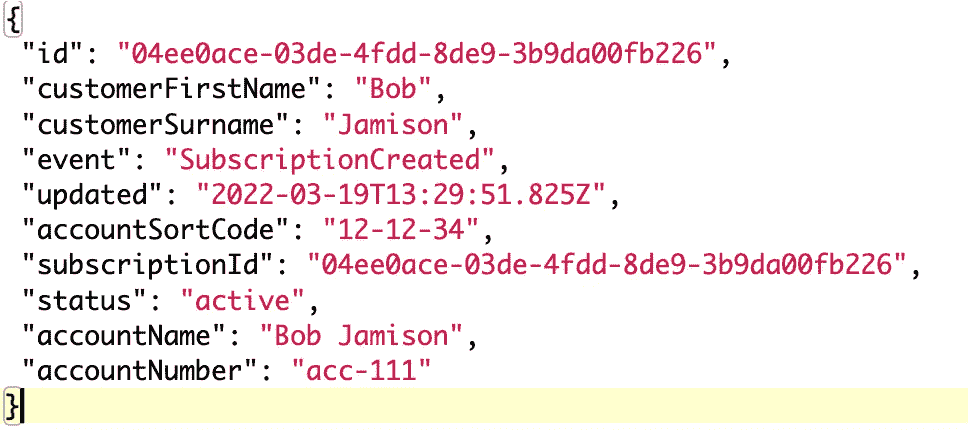 {
"id": "04ee0ace-03de-4fdd-8de9-3b9da00fb226",
"customerFirstName": "Bob",
"customerSurname": "Jamison",
"event": "SubscriptionCreated",
"updated": "2022-03-19T13:29:51.825Z",
"accountSortCode": "12-12-34",
"subscriptionId": "04ee0ace-03de-4fdd-8de9-3b9da00fb226",
"status": "active",
"accountName": "Bob Jamison",
"accountNumber": "acc-111"
}